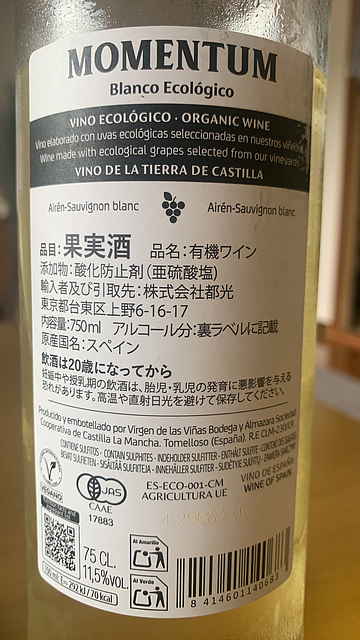 MOMENTUM
Blanco Ecológico
VINO ECOLÓGICO · ORGANIC WINE
Vino elaborado con uvas ecológicas seleccionadas en nuestros viñedos
Wine made with ecological grapes selected from our vineyards
VINO DE LA TIERRA DE CASTILLA
Airén-Sauvignon blanc
Airén-Sauvignon blanc
品目:果実酒 品名:有機ワイン
添加物:酸化防止剤(亜硫酸塩)
輸入者及び引取先:株式会社都光
東京都台東区上野6-16-17
内容量:750ml アルコール分:裏ラベルに記載
原産国名:スペイン
飲酒は20歳になってから
妊娠中や授乳期の飲酒は、胎児・乳児の発育に悪影響を与える
恐れがあります。高温や直射日光を避けて保存してください。
Producido y embotellado por Virgen de las Viñas Bodega y Almazara Sociedad
Cooperativa de Castilla La Mancha. Tomelloso (España). R.E CLM-230/CR
CONTIENE SULFITOS - CONTAIN SULPHITES - INDEHOLDER SULFITTER - ENTHÄLT SULFITE
VEGANO
JAS
CAAE
17883
ES-ECO-001-CM
AGRICULTURA UE
VINO DE ESPAÑA
WINE OF SPAIN
75 CL.
11,5%VOL.
100 ml: E= 292 kJ / 70 kcal
Al Amarillo
Al Verde
8 414601 140683